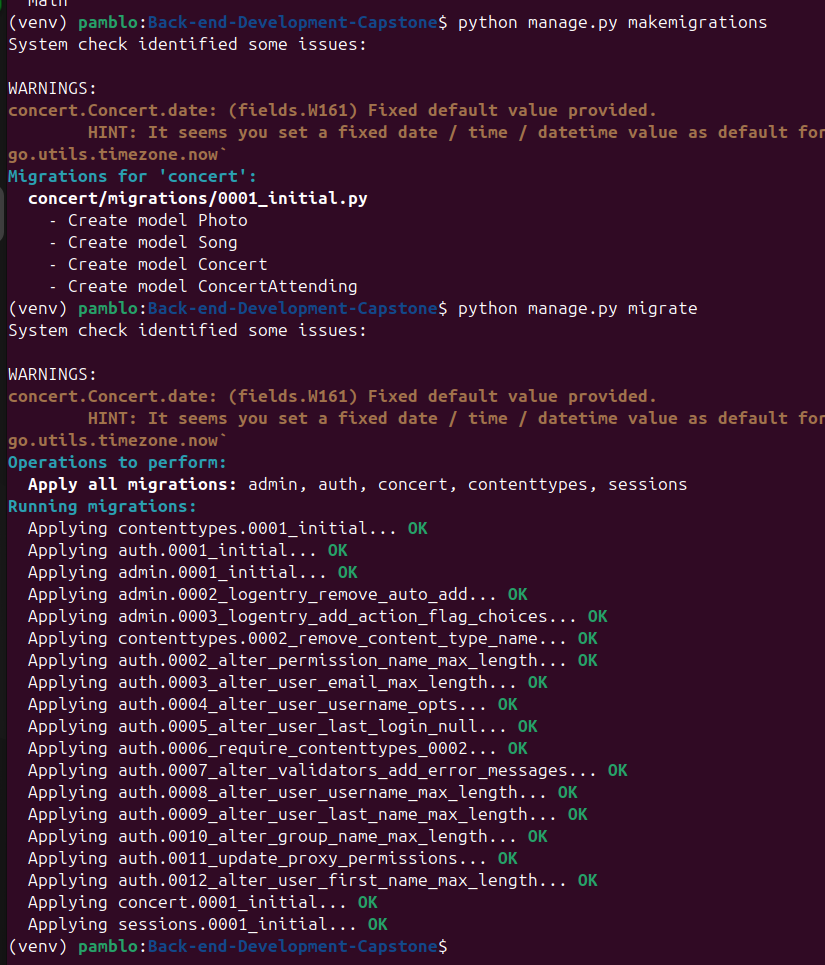 Math
(venv) pamblo:Back-end-Development-Capstone$ python manage.py makemigrations
System check identified some issues:

WARNINGS:
concert.Concert.date: (fields.W161) Fixed default value provided.
        HINT: It seems you set a fixed date / time / datetime value as default for
go.utils.timezone.now`
Migrations for 'concert':
  concert/migrations/0001_initial.py
    - Create model Photo
    - Create model Song
    - Create model Concert
    - Create model ConcertAttending
(venv) pamblo:Back-end-Development-Capstone$ python manage.py migrate
System check identified some issues:

WARNINGS:
concert.Concert.date: (fields.W161) Fixed default value provided.
        HINT: It seems you set a fixed date / time / datetime value as default for
go.utils.timezone.now`
Operations to perform:
  Apply all migrations: admin, auth, concert, contenttypes, sessions
Running migrations:
  Applying contenttypes.0001_initial... OK
  Applying auth.0001_initial... OK
  Applying admin.0001_initial... OK
  Applying admin.0002_logentry_remove_auto_add... OK
  Applying admin.0003_logentry_add_action_flag_choices... OK
  Applying contenttypes.0002_remove_content_type_name... OK
  Applying auth.0002_alter_permission_name_max_length... OK
  Applying auth.0003_alter_user_email_max_length... OK
  Applying auth.0004_alter_user_username_opts... OK
  Applying auth.0005_alter_user_last_login_null... OK
  Applying auth.0006_require_contenttypes_0002... OK
  Applying auth.0007_alter_validators_add_error_messages... OK
  Applying auth.0008_alter_user_username_max_length... OK
  Applying auth.0009_alter_user_last_name_max_length... OK
  Applying auth.0010_alter_group_name_max_length... OK
  Applying auth.0011_update_proxy_permissions... OK
  Applying auth.0012_alter_user_first_name_max_length... OK
  Applying concert.0001_initial... OK
  Applying sessions.0001_initial... OK
(venv) pamblo:Back-end-Development-Capstone$